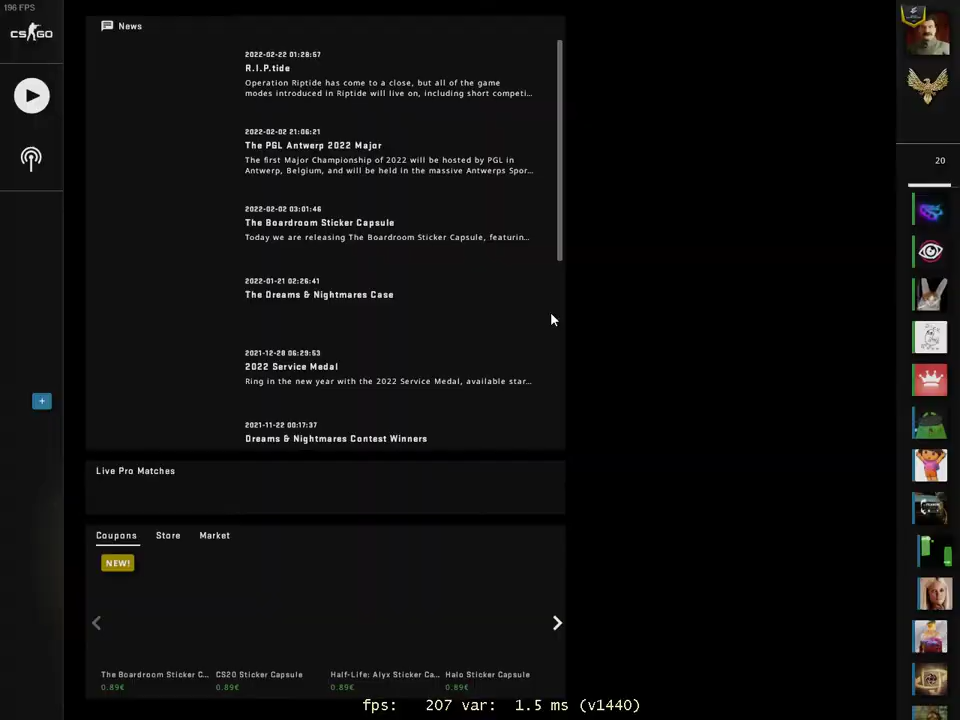 196 FPS
CS GO
News
2022-02-22 01:28:57
R.I.P.tide
Operation Riptide has come to a close, but all of the game
modes introduced in Riptide will live on, including short competi...
2022-02-02 21:06:21
The PGL Antwerp 2022 Major
The first Major Championship of 2022 will be hosted by PGL in
Antwerp, Belgium, and will be held in the massive Antwerps Spor...
2022-02-02 03:01:46
The Boardroom Sticker Capsule
Today we are releasing The Boardroom Sticker Capsule, featurin...
2022-01-21 02:26:41
The Dreams & Nightmares Case
2021-12-28 06:29:53
2022 Service Medal
Ring in the new year with the 2022 Service Medal, available star...
2021-11-22 00:17:37
Dreams & Nightmares Contest Winners
20
+
Live Pro Matches
Coupons Store Market
NEW!
The Boardroom Sticker C... CS20 Sticker Capsule Half-Life: Alyx Sticker Ca... Halo Sticker Capsule
0.89€ 0.89€ 0.89€ 0.89€
fps: 207 var: 1.5 ms (v1440)